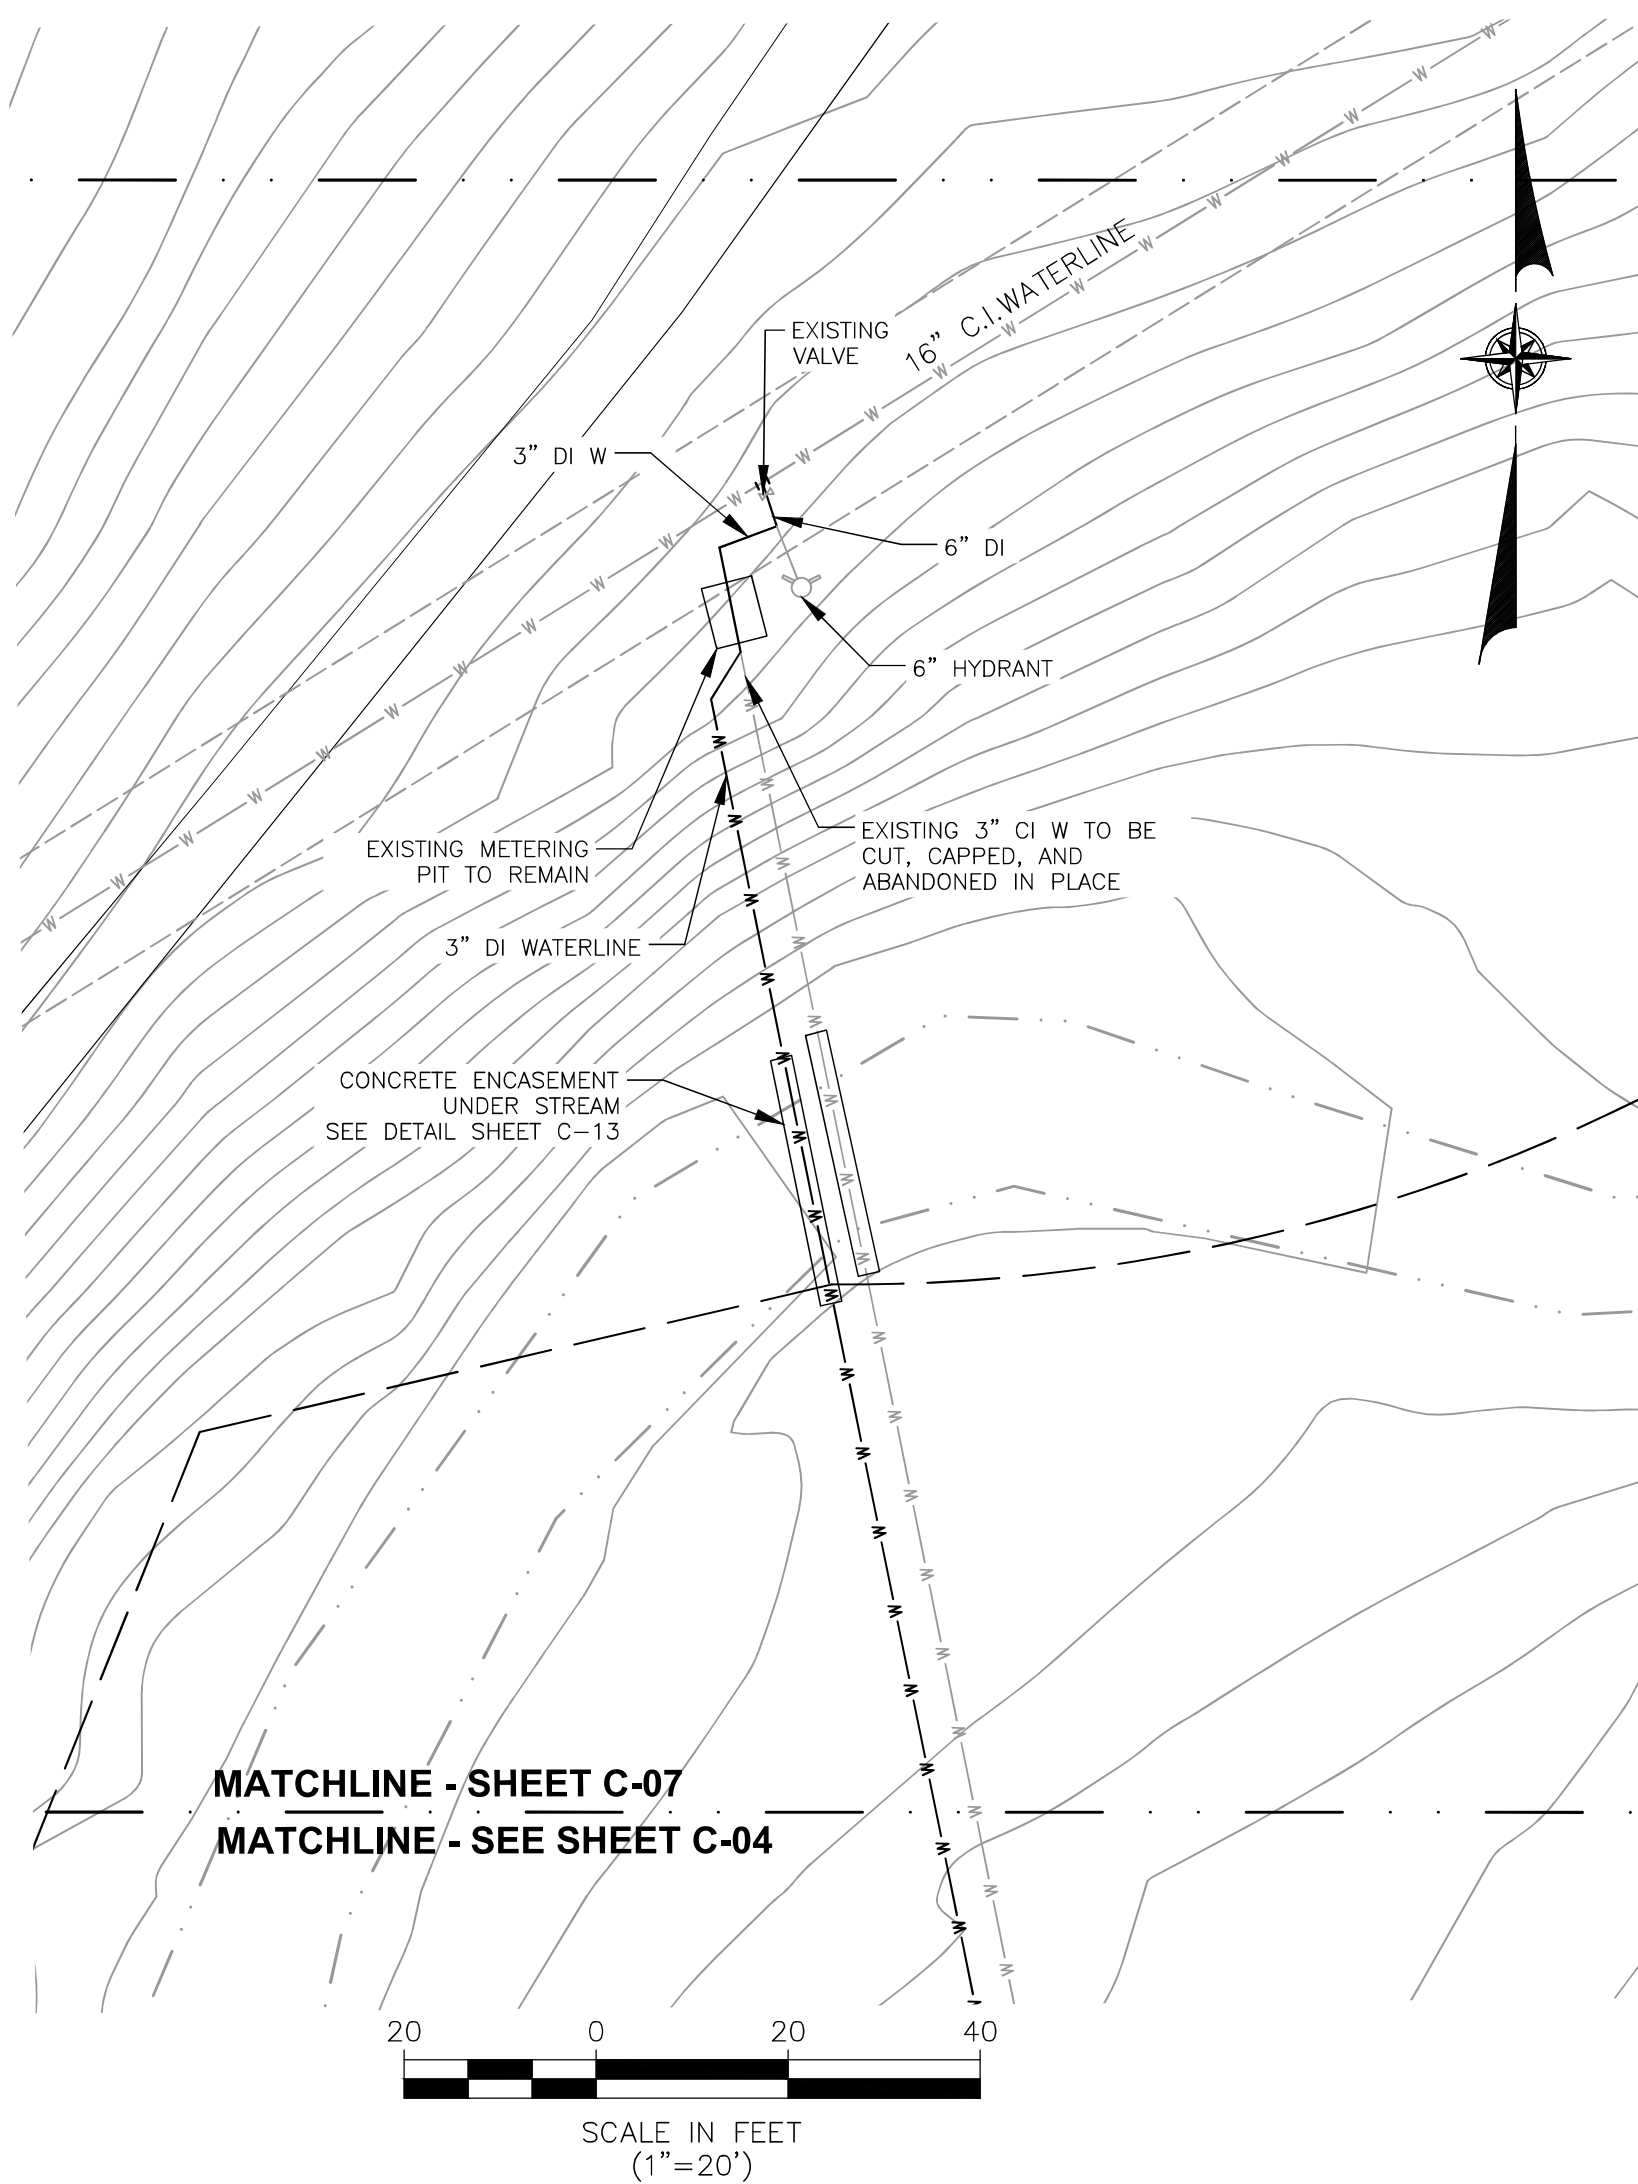 16” C.I.WATERLINE
EXISTING
VALVE
3” DI W
6” DI
6” HYDRANT
EXISTING METERING
PIT TO REMAIN
EXISTING 3” CI W TO BE
CUT, CAPPED, AND
ABANDONED IN PLACE
3” DI WATERLINE
CONCRETE ENCASEMENT
UNDER STREAM
SEE DETAIL SHEET C-13
MATCHLINE - SHEET C-07
MATCHLINE - SEE SHEET C-04
20 0 20 40
SCALE IN FEET
(1”=20’)